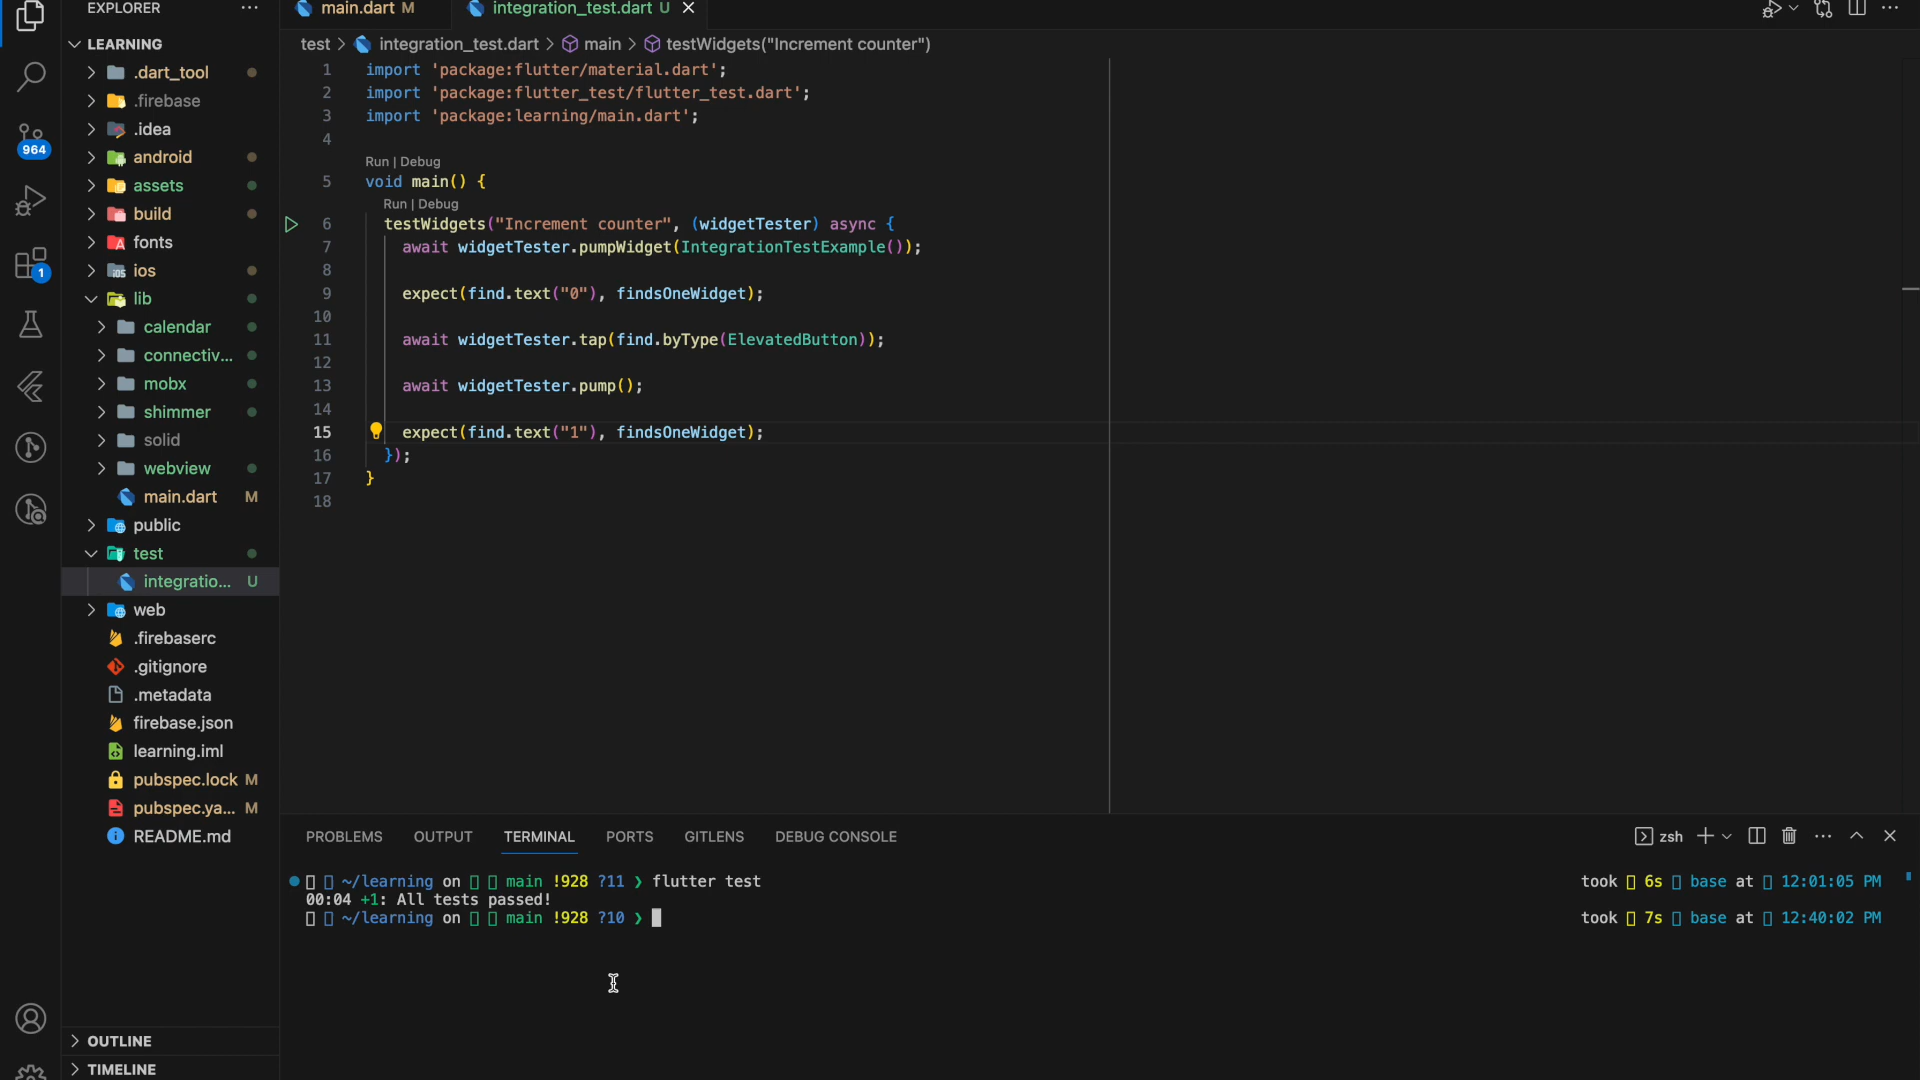 EXPLORER
LEARNING
.dart_tool
.firebase
.idea
android
assets
build
fonts
ios
lib
calendar
connectiv...
mobx
shimmer
solid
webview
main.dart M
public
test
integratio... U
web
.firebaserc
.gitignore
.metadata
firebase.json
learning.iml
pubspec.lock M
pubspec.ya... M
README.md
OUTLINE
TIMELINE
964
1
main.dart M
integration_test.dart U
test > integration_test.dart > main > testWidgets("Increment counter")
1 import 'package:flutter/material.dart';
2 import 'package:flutter_test/flutter_test.dart';
3 import 'package:learning/main.dart';
4
Run | Debug
5 void main() {
Run | Debug
6 testWidgets("Increment counter", (widgetTester) async {
7 await widgetTester.pumpWidget(IntegrationTestExample());
8
9 expect(find.text("0"), findsOneWidget);
10
11 await widgetTester.tap(find.byType(ElevatedButton));
12
13 await widgetTester.pump();
14
15 expect(find.text("1"), findsOneWidget);
16 });
17 }
18
PROBLEMS OUTPUT TERMINAL PORTS GITLENS DEBUG CONSOLE
zsh
~/learning on main !928 ?11 ❯ flutter test took 6s base at 12:01:05 PM
00:04 +1: All tests passed!
~/learning on main !928 ?10 ❯ took 7s base at 12:40:02 PM